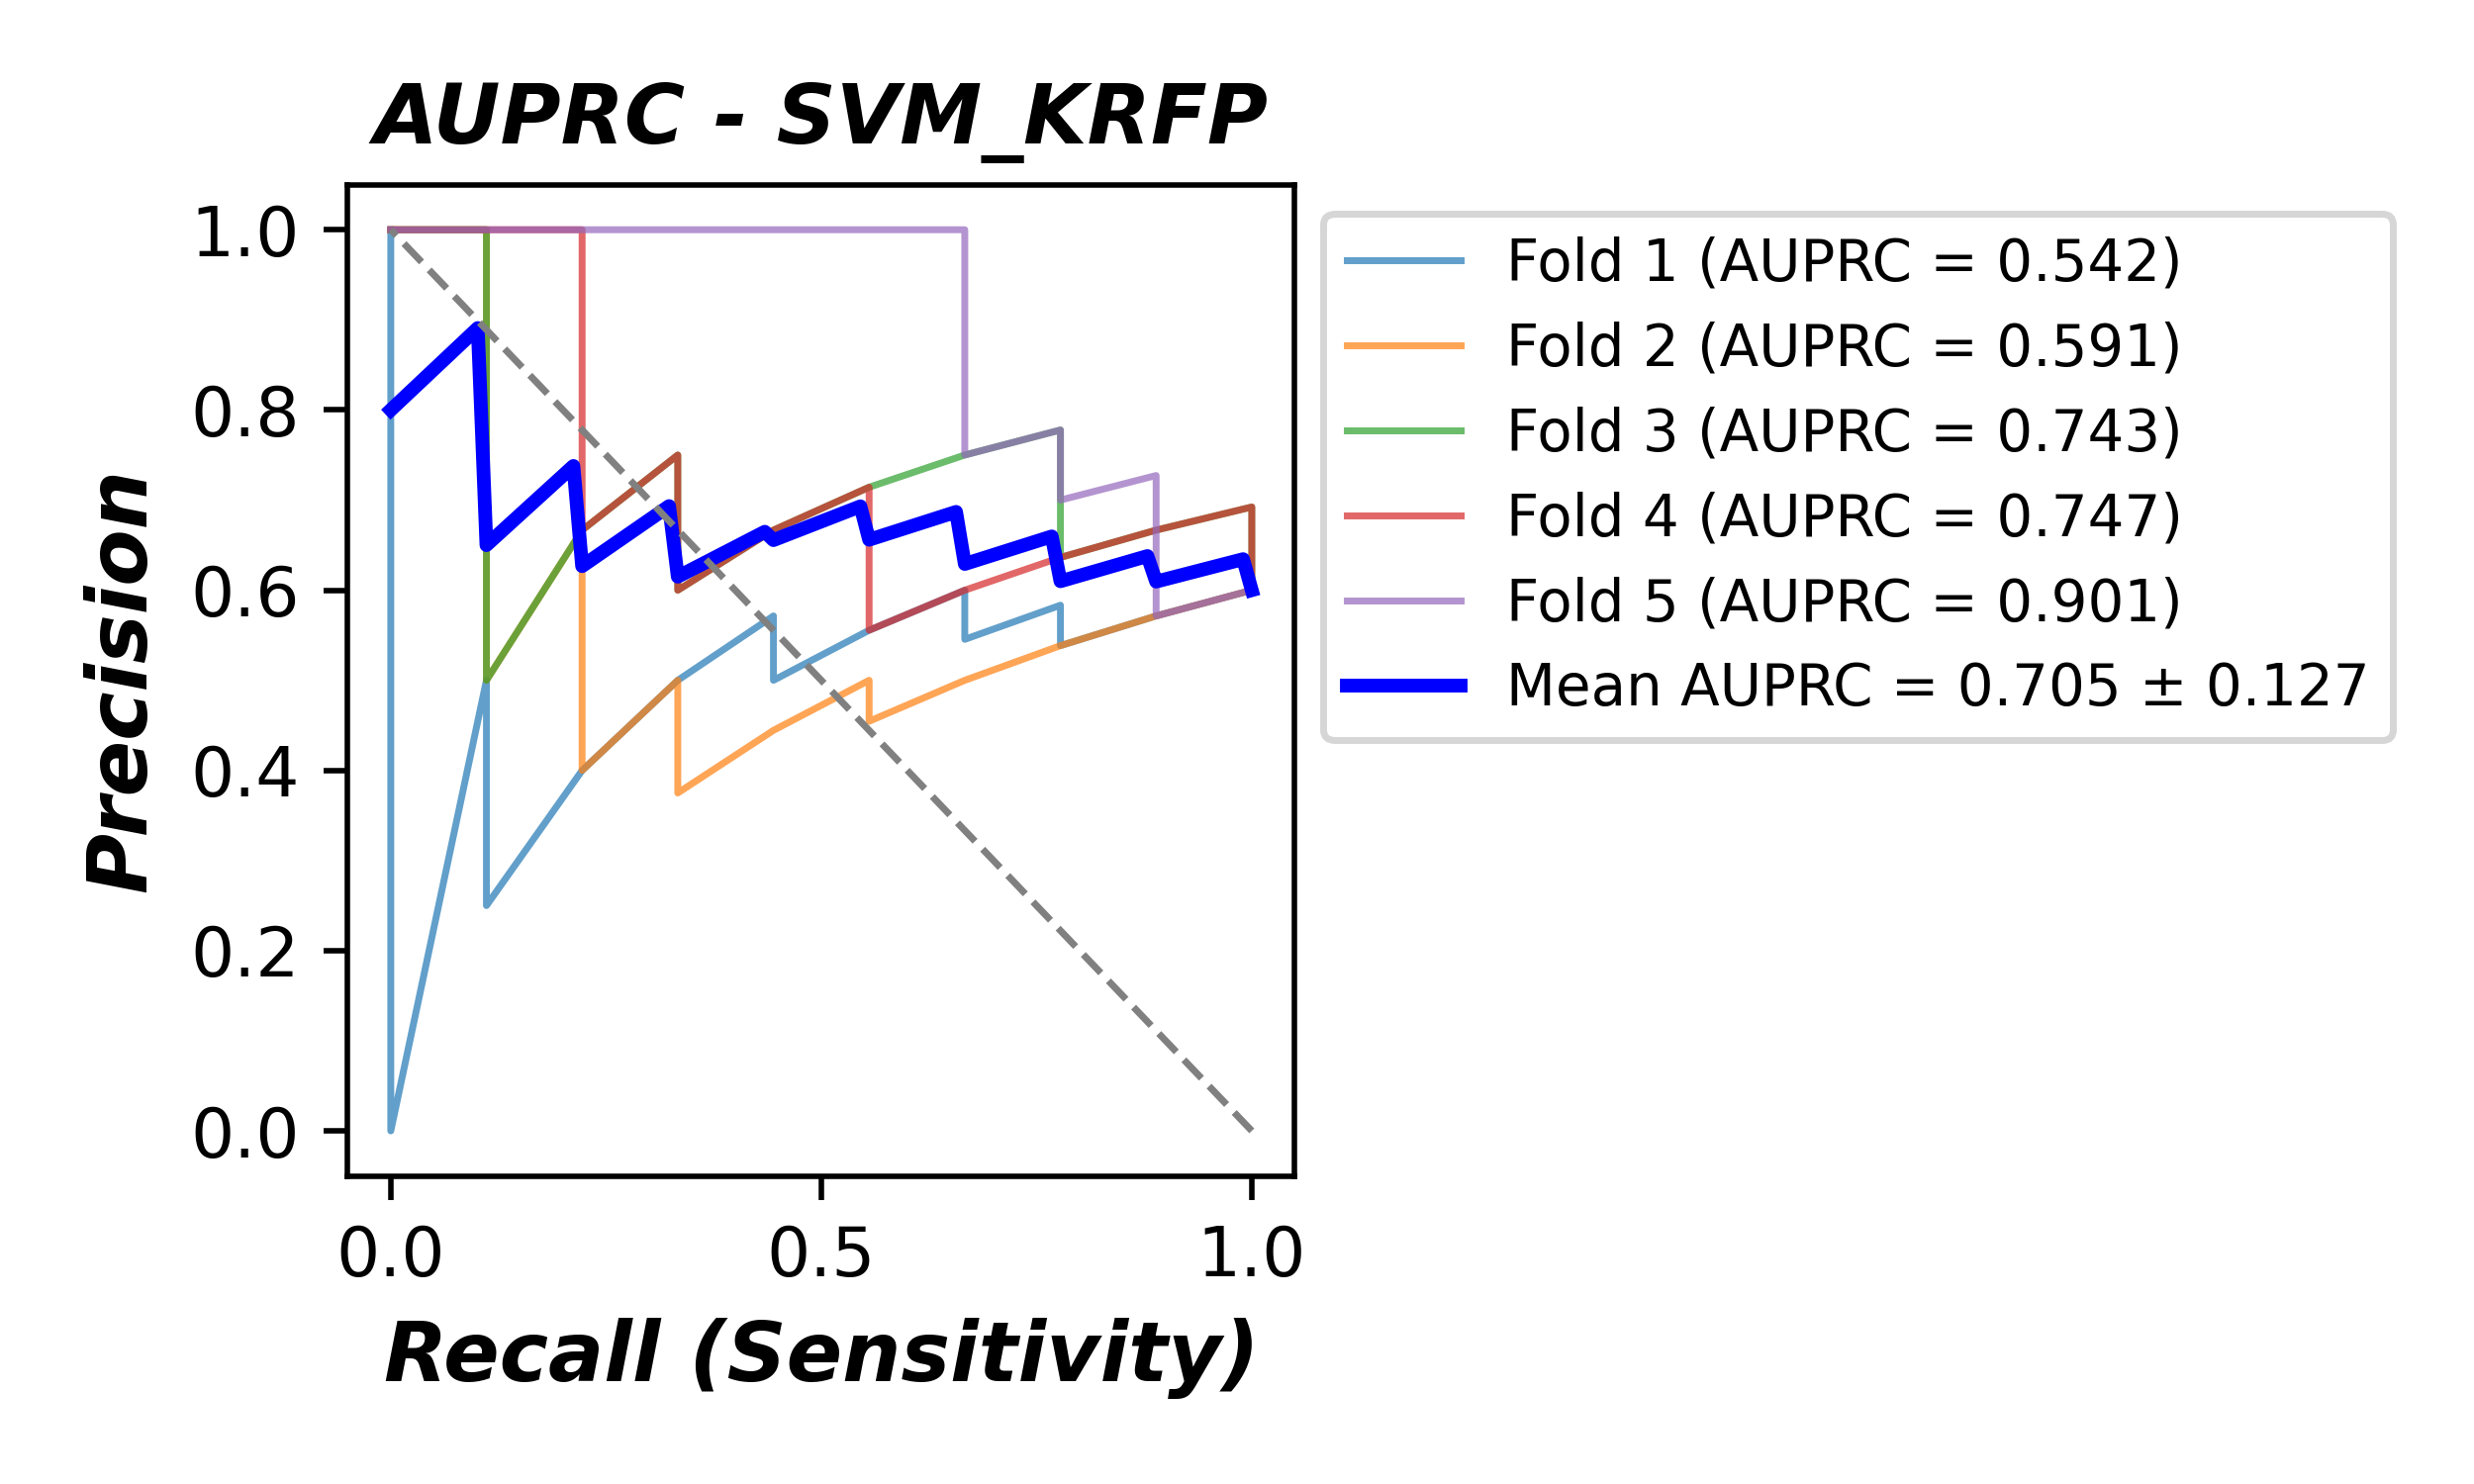 AUPRC - SVM_KRFP
Precision
1.0
0.8
0.6
0.4
0.2
0.0
0.0 0.5 1.0
Recall (Sensitivity)
Fold 1 (AUPRC = 0.542)
Fold 2 (AUPRC = 0.591)
Fold 3 (AUPRC = 0.743)
Fold 4 (AUPRC = 0.747)
Fold 5 (AUPRC = 0.901)
Mean AUPRC = 0.705 ± 0.127